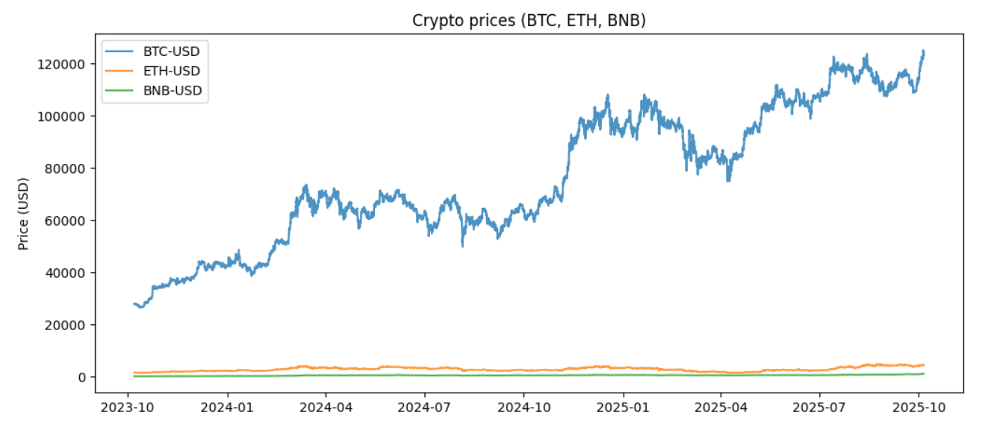 Crypto prices (BTC, ETH, BNB)
BTC-USD
ETH-USD
BNB-USD
Price (USD)
120000
100000
80000
60000
40000
20000
0
2023-10 2024-01 2024-04 2024-07 2024-10 2025-01 2025-04 2025-07 2025-10